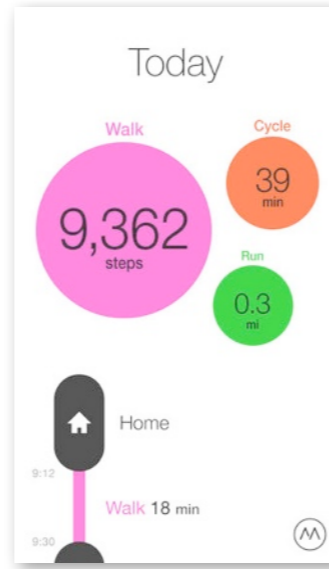 Today
Walk
9,362
steps
Cycle
39
min
Run
0.3
mi
Home
9:12
Walk 18 min
9:30